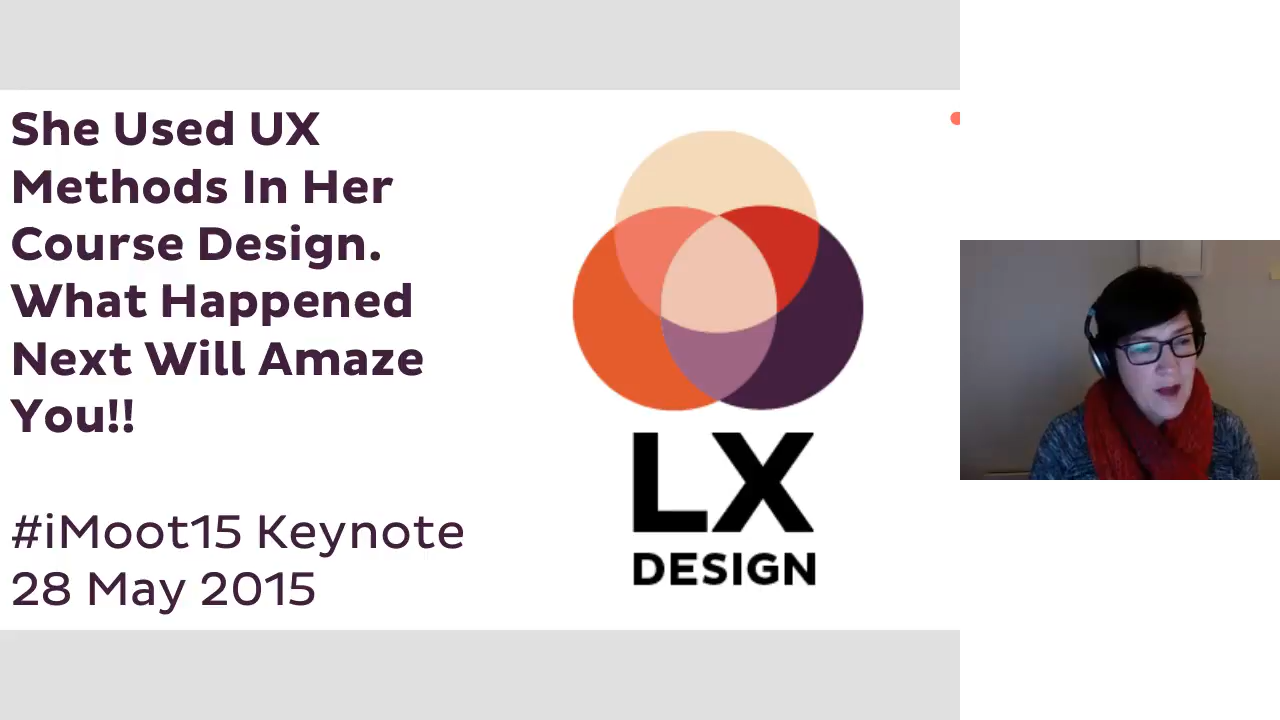 She Used UX
Methods In Her
Course Design.
What Happened
Next Will Amaze
You!!
#iMoot15 Keynote
28 May 2015
LX
DESIGN